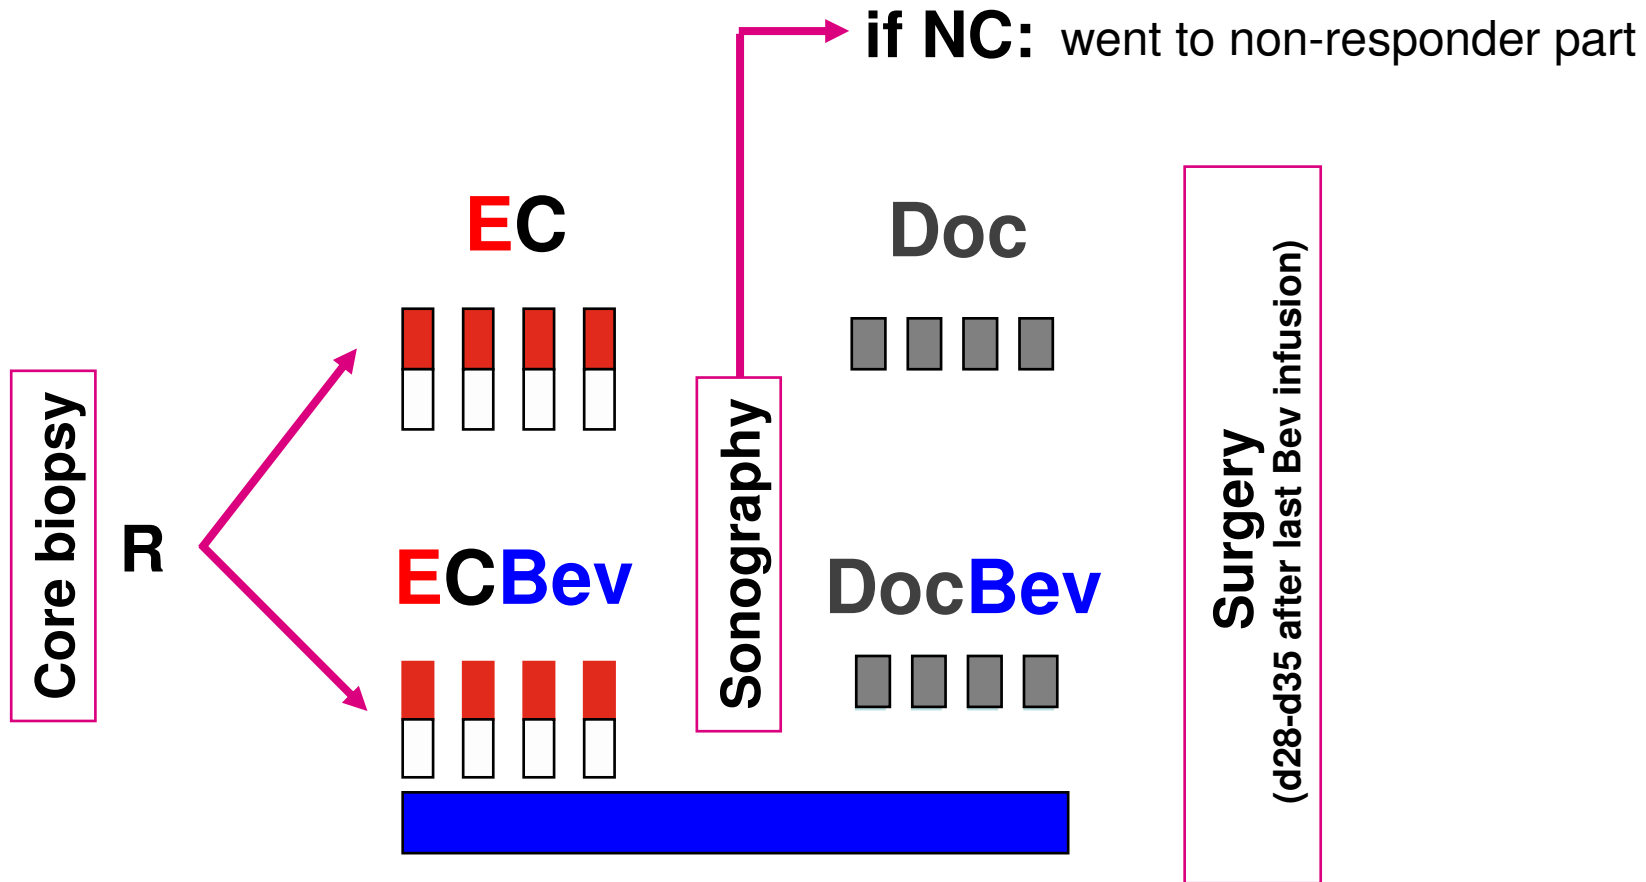 if NC: went to non-responder part
EC
Doc
Core biopsy
R
ECBev
Sonography
DocBev
Surgery
(d28-d35 after last Bev infusion)